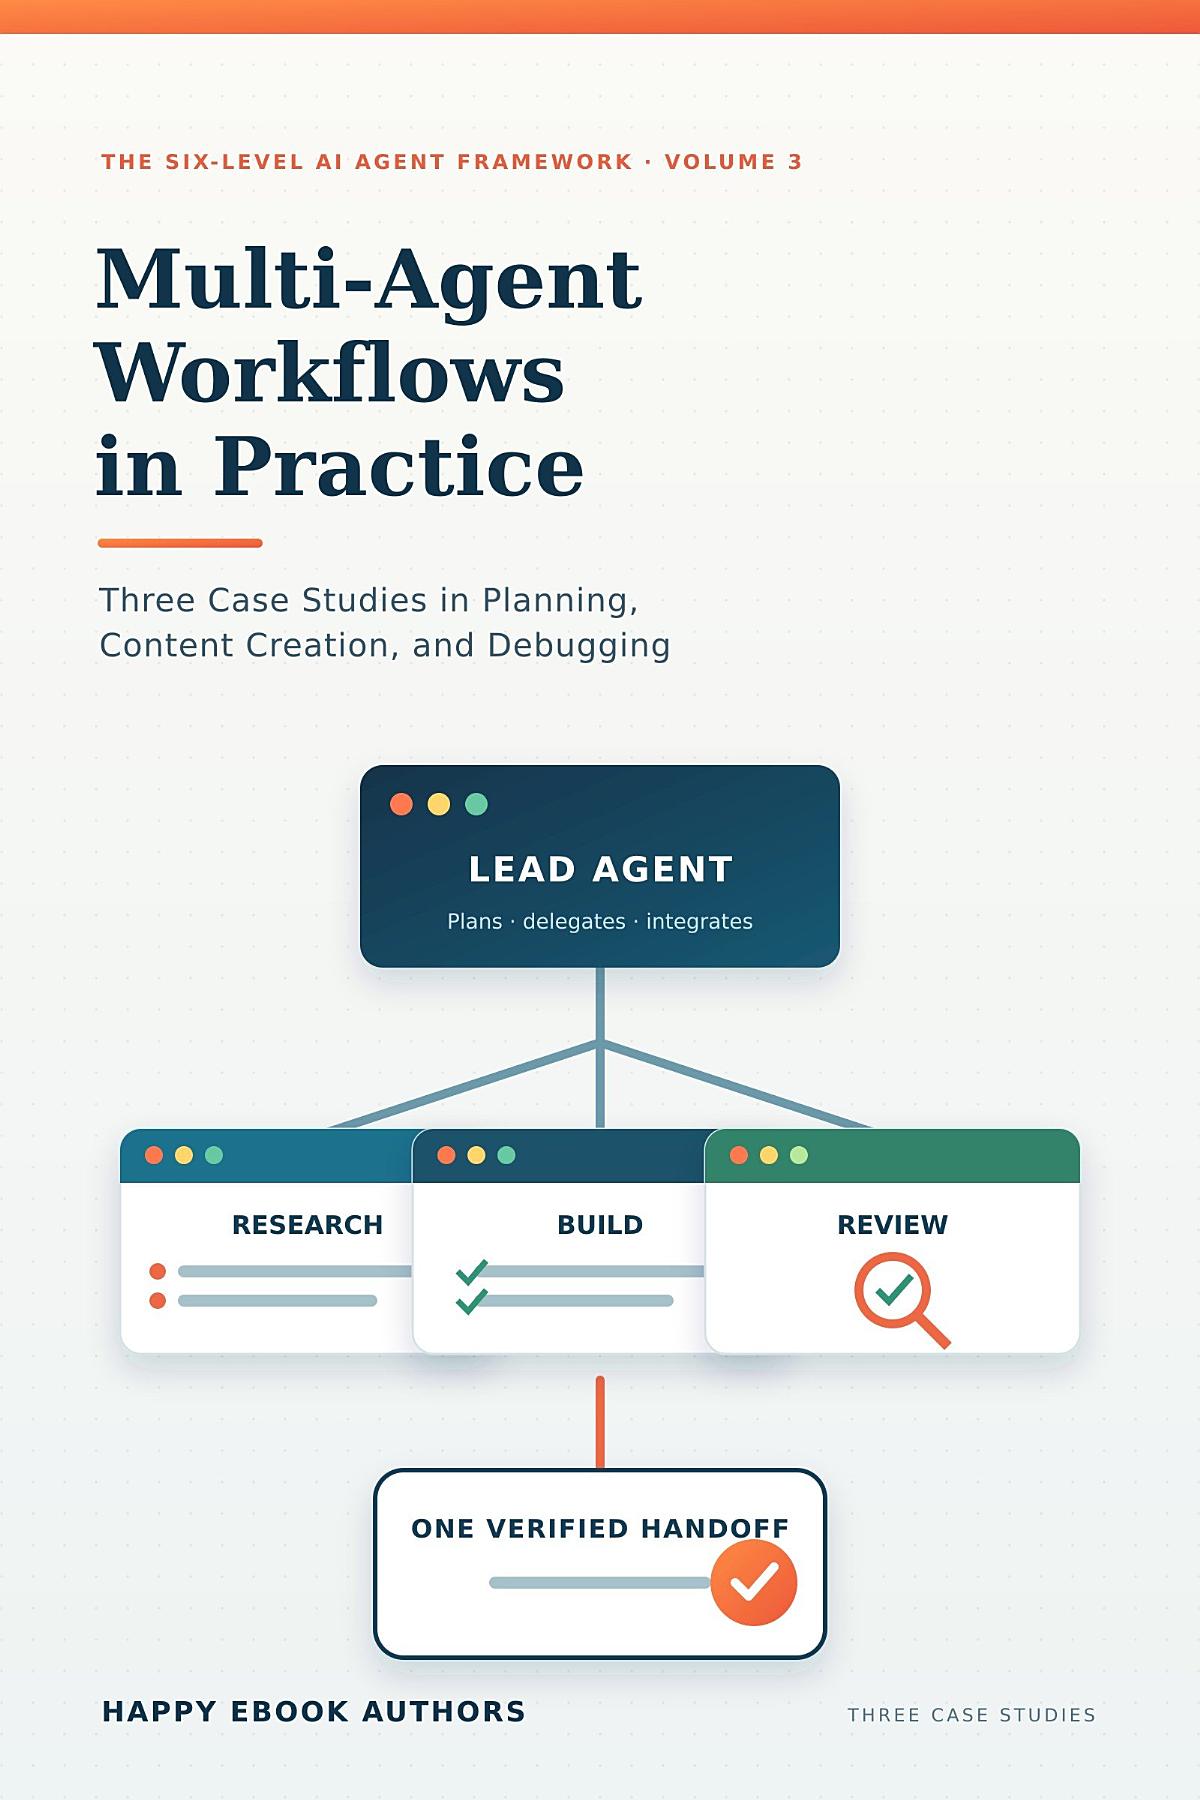 THE SIX-LEVEL AI AGENT FRAMEWORK · VOLUME 3
Multi-Agent
Workflows
in Practice
Three Case Studies in Planning,
Content Creation, and Debugging
LEAD AGENT
Plans · delegates · integrates
RESEARCH
BUILD
REVIEW
ONE VERIFIED HANDOFF
HAPPY EBOOK AUTHORS
THREE CASE STUDIES